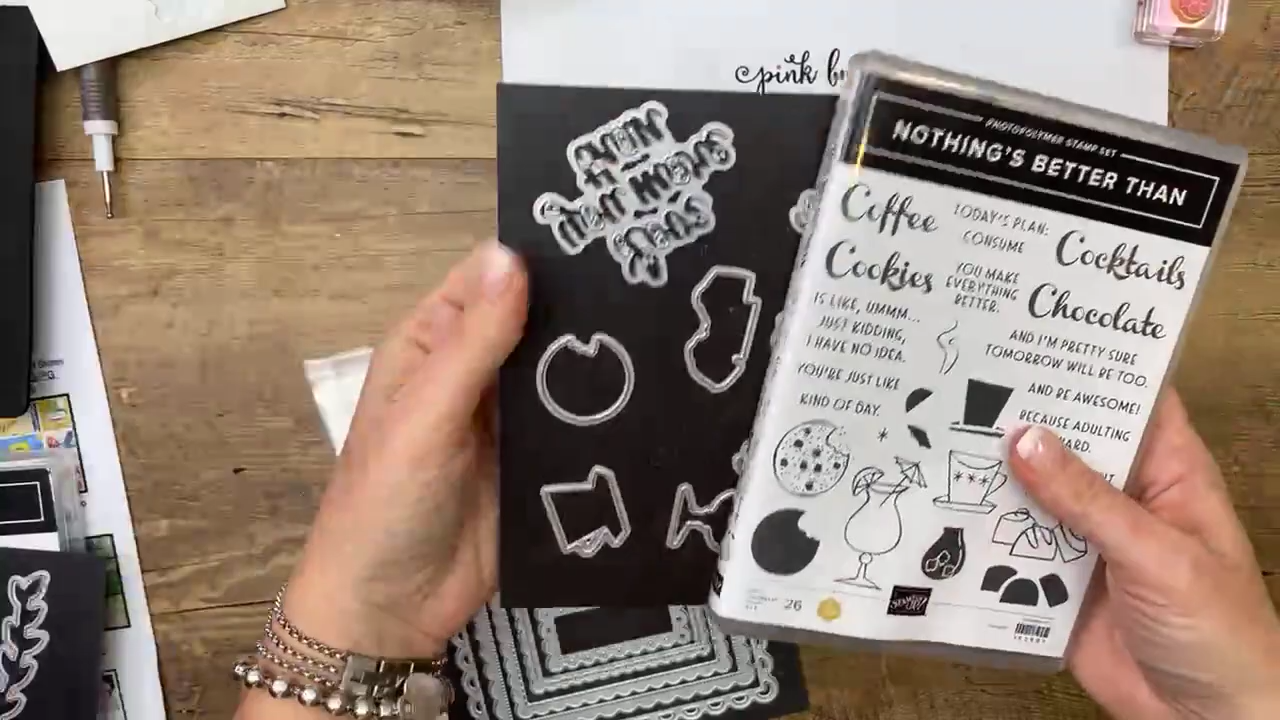 pink b
PHOTOPOLYMER STAMP SET
NOTHING'S BETTER THAN
Coffee
TODAY'S PLAN:
CONSUME
Cocktails
Cookies
YOU MAKE
EVERYTHING
BETTER.
Chocolate
IS LIKE, UMMM...
JUST KIDDING,
I HAVE NO IDEA.
AND I'M PRETTY SURE
TOMORROW WILL BE TOO.
YOU'RE JUST LIKE
AND BE AWESOME!
KIND OF DAY.
BECAUSE ADULTING
26
STAMPIN' UP!